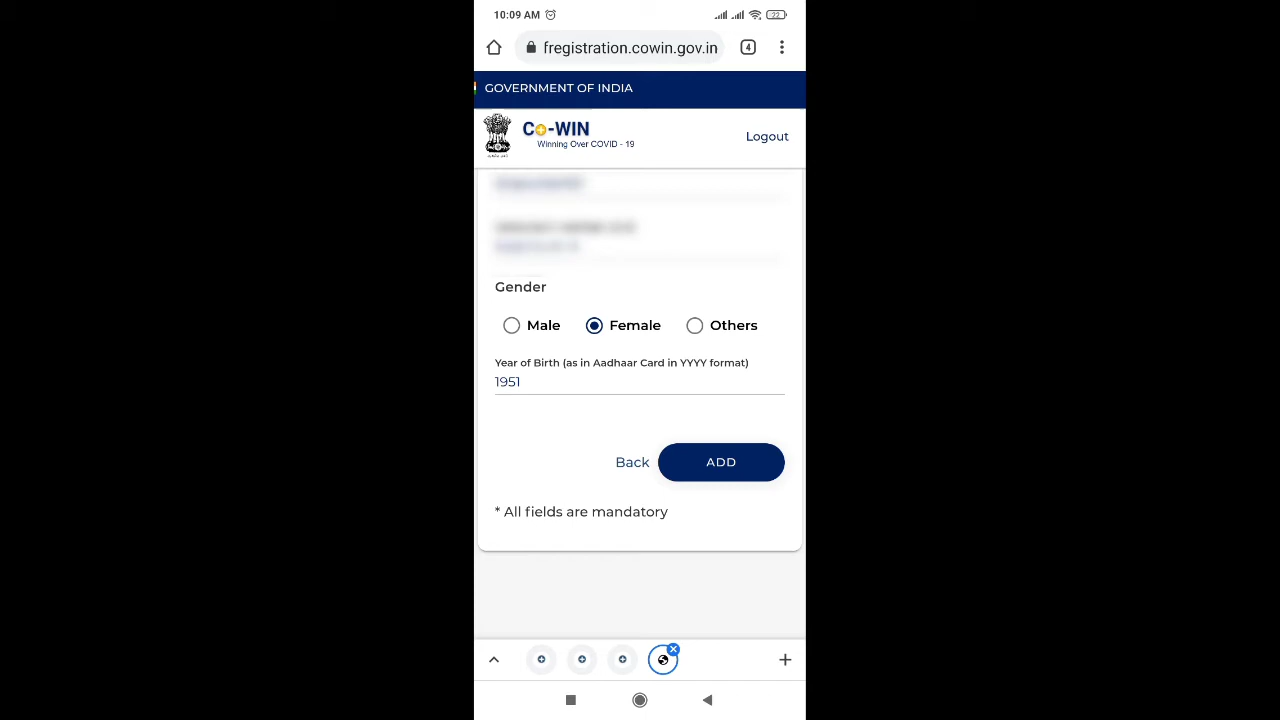 10:09 AM
22
fregistration.cowin.gov.in
4
GOVERNMENT OF INDIA
Co-WIN
Winning Over COVID - 19
Logout
Gender
Male Female Others
Year of Birth (as in Aadhaar Card in YYYY format)
1951
Back ADD
* All fields are mandatory